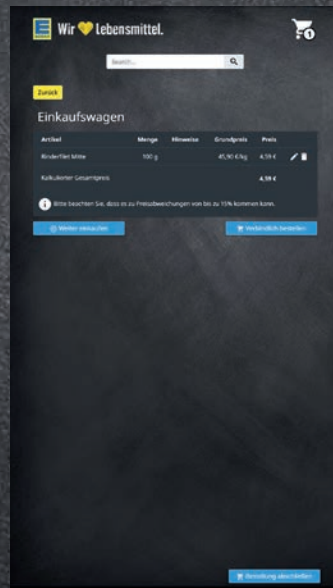 E
Wir 💛 Lebensmittel.
1
Search...
Zurück
Einkaufswagen
Artikel Menge Hinweise Grundpreis Preis
Rinderfilet Mitte 100 g 45,90 €/kg 4,59 €
Kalkulierter Gesamtpreis 4,59 €
Bitte beachten Sie, dass es zu Preisabweichungen von bis zu 15% kommen kann.
Weiter einkaufen Verbindlich bestellen
Bestellung abschließen